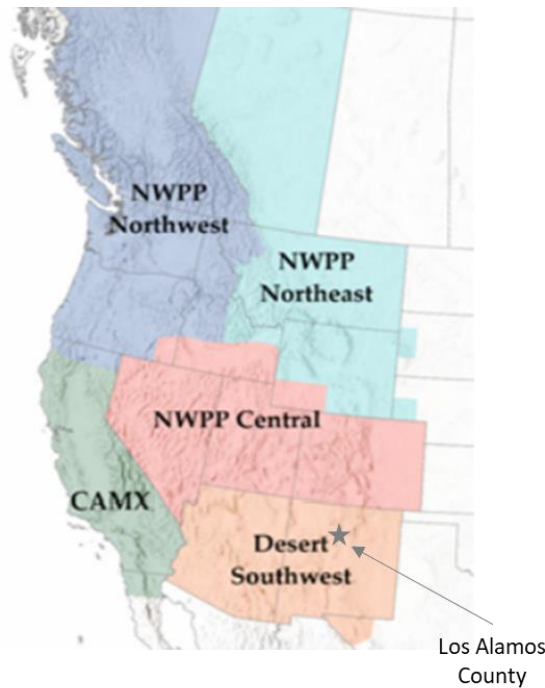 NWPP
Northwest
NWPP
Northeast
NWPP Central
CAMX
Desert
Southwest
Los Alamos
County